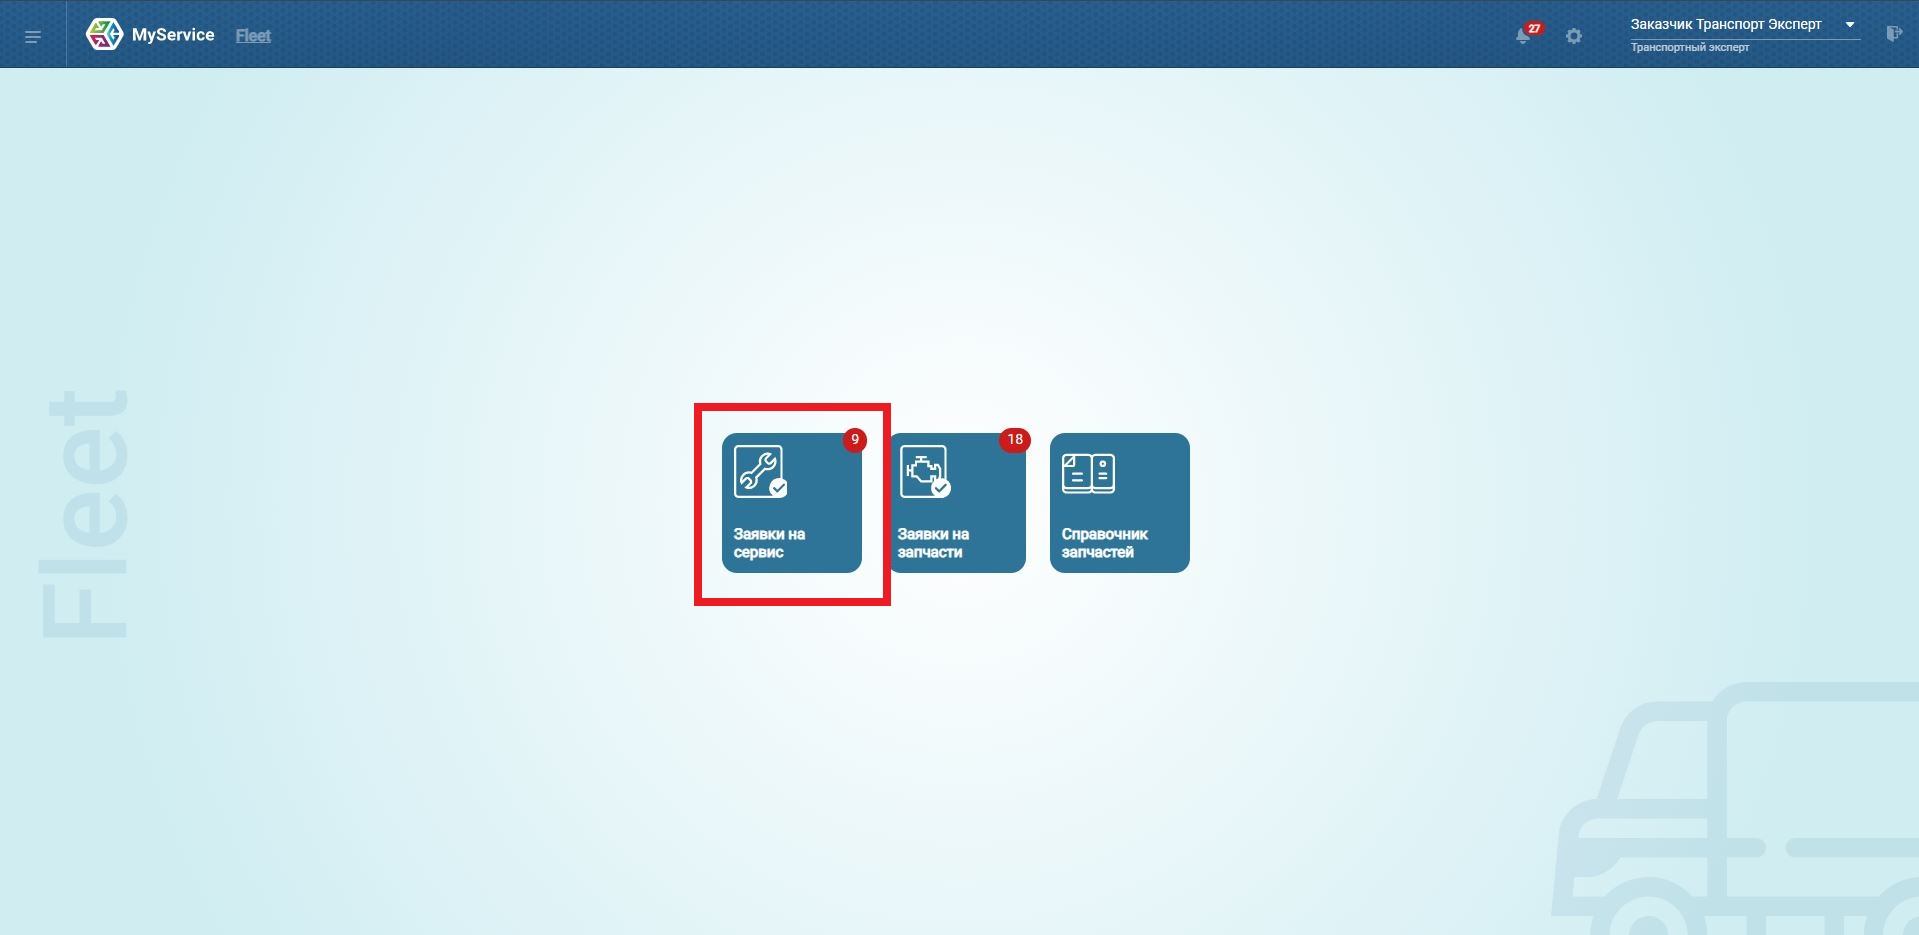 MyService
Fleet
27
Заказчик Транспорт Эксперт
Транспортный эксперт
Fleet
9
Заявки на
сервис
18
Заявки на
запчасти
Справочник
запчастей